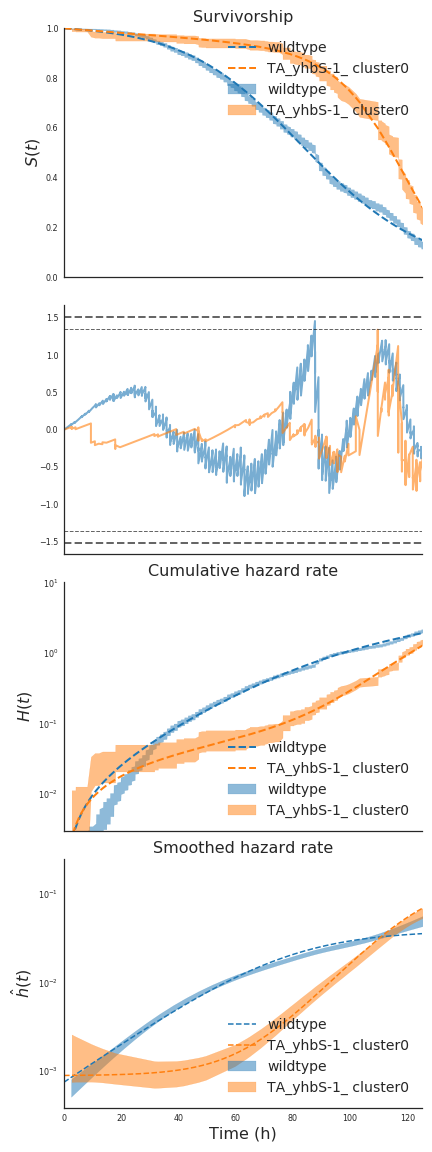 Survivorship
1.0
0.8
0.6
0.4
0.2
0.0
S(t)
wildtype
TA_yhbS-1_ cluster0
wildtype
TA_yhbS-1_ cluster0
1.5
1.0
0.5
0.0
−0.5
−1.0
−1.5
Cumulative hazard rate
10¹
10⁰
10⁻¹
10⁻²
H(t)
wildtype
TA_yhbS-1_ cluster0
wildtype
TA_yhbS-1_ cluster0
Smoothed hazard rate
10⁻¹
10⁻²
10⁻³
ĥ(t)
wildtype
TA_yhbS-1_ cluster0
wildtype
TA_yhbS-1_ cluster0
0 20 40 60 80 100 120
Time (h)